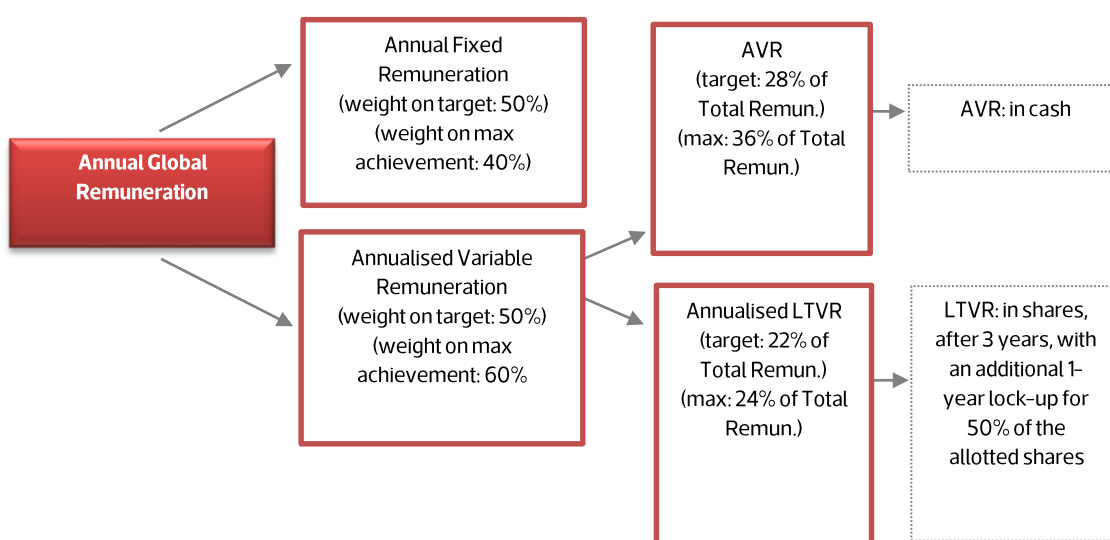 Annual Global
Remuneration
Annual Fixed
Remuneration
(weight on target: 50%)
(weight on max
achievement: 40%)
Annualised Variable
Remuneration
(weight on target: 50%)
(weight on max
achievement: 60%
AVR
(target: 28% of
Total Remun.)
(max: 36% of Total
Remun.)
AVR: in cash
Annualised LTVR
(target: 22% of
Total Remun.)
(max: 24% of Total
Remun.)
LTVR: in shares,
after 3 years, with
an additional 1-
year lock-up for
50% of the
allotted shares